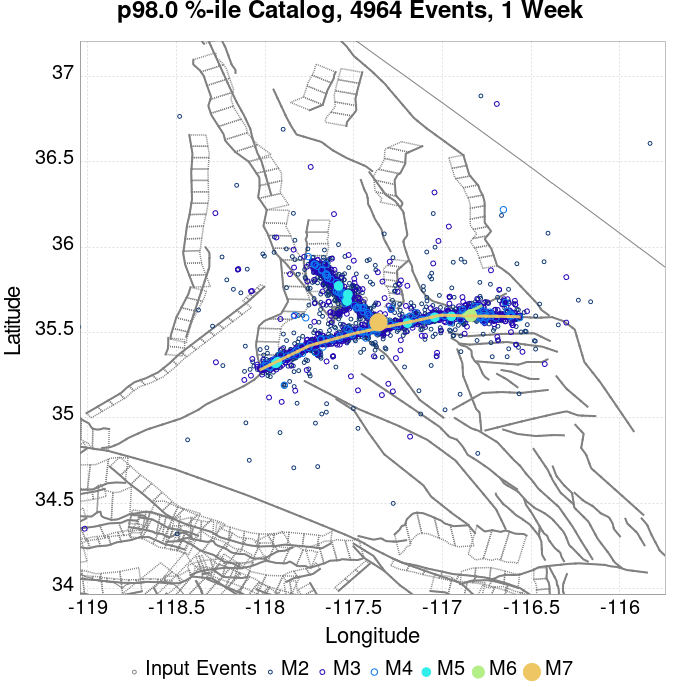 p98.0 %-ile Catalog, 4964 Events, 1 Week
37
36.5
36
35.5
35
34.5
34
Latitude
-119 -118.5 -118 -117.5 -117 -116.5 -116
Longitude
Input Events M2 M3 M4 M5 M6 M7